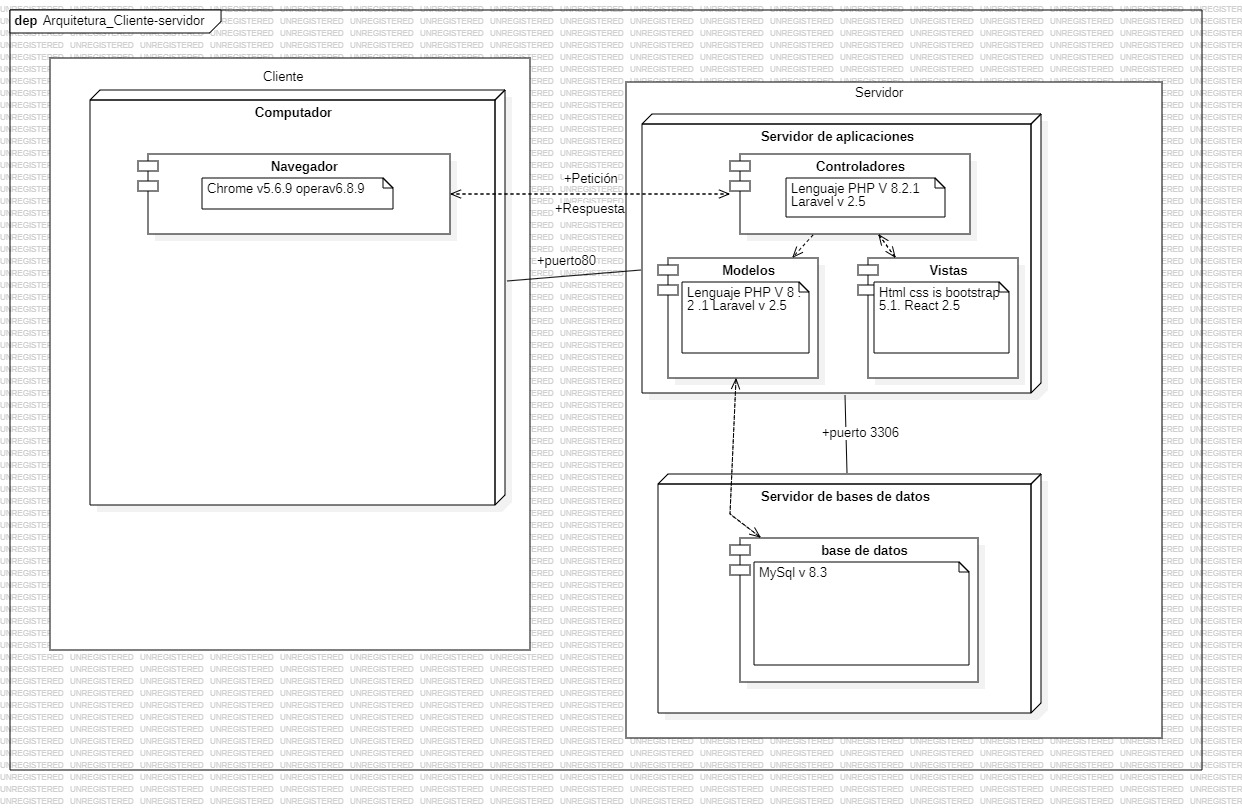 dep Arquitetura_Cliente-servidor
Cliente
Computador
Navegador
Chrome v5.6.9 operav6.8.9
+Petición
+Respuesta
+puerto80
Servidor
Servidor de aplicaciones
Controladores
Lenguaje PHP V 8.2.1
Laravel v 2.5
Modelos
Lenguaje PHP V 8 .
2 .1 Laravel v 2.5
Vistas
Html css is bootstrap
5.1. React 2.5
+puerto 3306
Servidor de bases de datos
base de datos
MySql v 8.3
UNREGISTERED